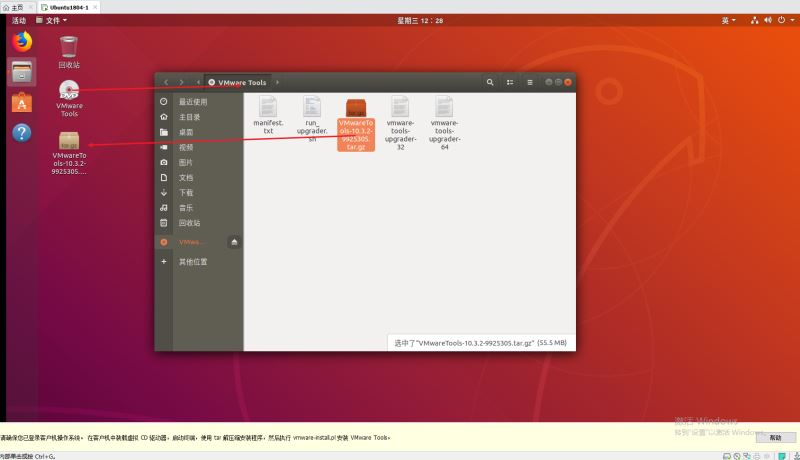 主页
Ubuntu1804-1
活动
文件
星期三 12：28
英
回收站
VMware
Tools
VMwareTo
ols-10.3.2-
9925305....
VMware Tools
最近使用
主目录
桌面
视频
图片
文档
下载
音乐
回收站
VMwa...
其他位置
manifest.
txt
run_
upgrader.
sh
VMwareTo
ols-10.3.2-
9925305.
tar.gz
vmware-
tools-
upgrader-
32
vmware-
tools-
upgrader-
64
选中了"VMwareTools-10.3.2-9925305.tar.gz" (55.5 MB)
激活 Windows
转到"设置"以激活 Windows。
请确保您已登录客户机操作系统。在客户机中装载虚拟 CD 驱动器，启动终端，使用 tar 解压缩安装程序，然后执行 vmware-install.pl 安装 VMware Tools。
帮助
内部单击或按 Ctrl+G。